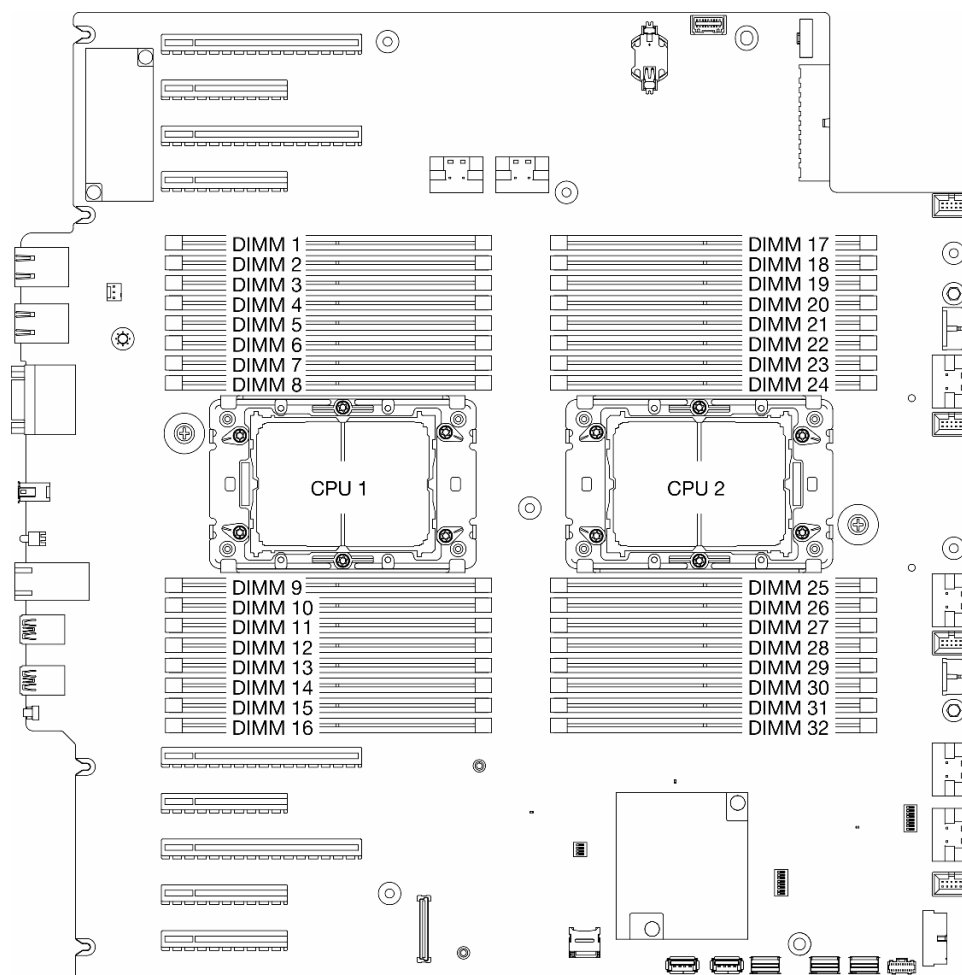 DIMM 1
DIMM 2
DIMM 3
DIMM 4
DIMM 5
DIMM 6
DIMM 7
DIMM 8
DIMM 17
DIMM 18
DIMM 19
DIMM 20
DIMM 21
DIMM 22
DIMM 23
DIMM 24
CPU 1
CPU 2
DIMM 9
DIMM 10
DIMM 11
DIMM 12
DIMM 13
DIMM 14
DIMM 15
DIMM 16
DIMM 25
DIMM 26
DIMM 27
DIMM 28
DIMM 29
DIMM 30
DIMM 31
DIMM 32